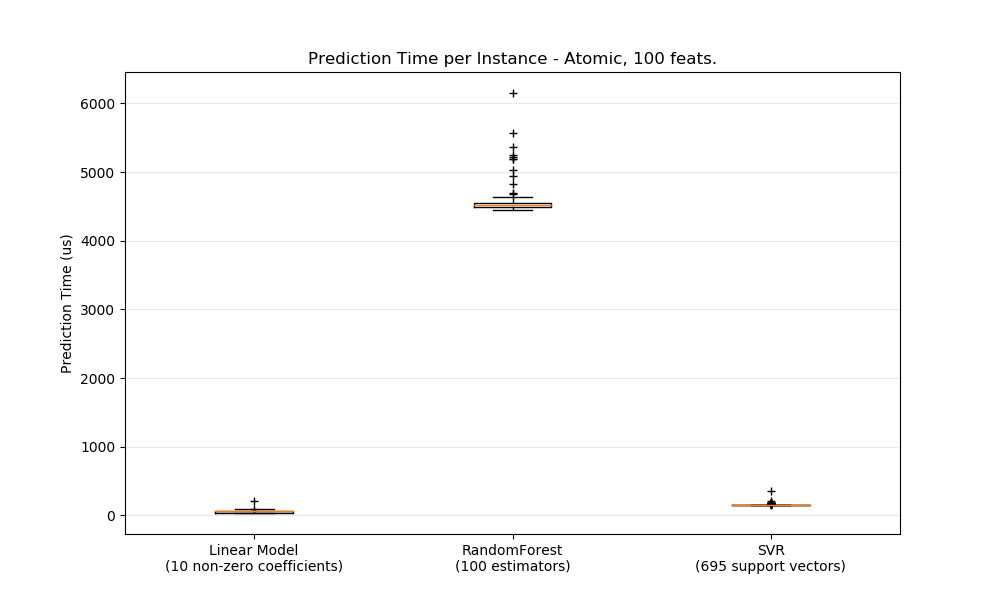 Prediction Time per Instance - Atomic, 100 feats.
Prediction Time (us)
6000
5000
4000
3000
2000
1000
0
Linear Model
(10 non-zero coefficients)
RandomForest
(100 estimators)
SVR
(695 support vectors)